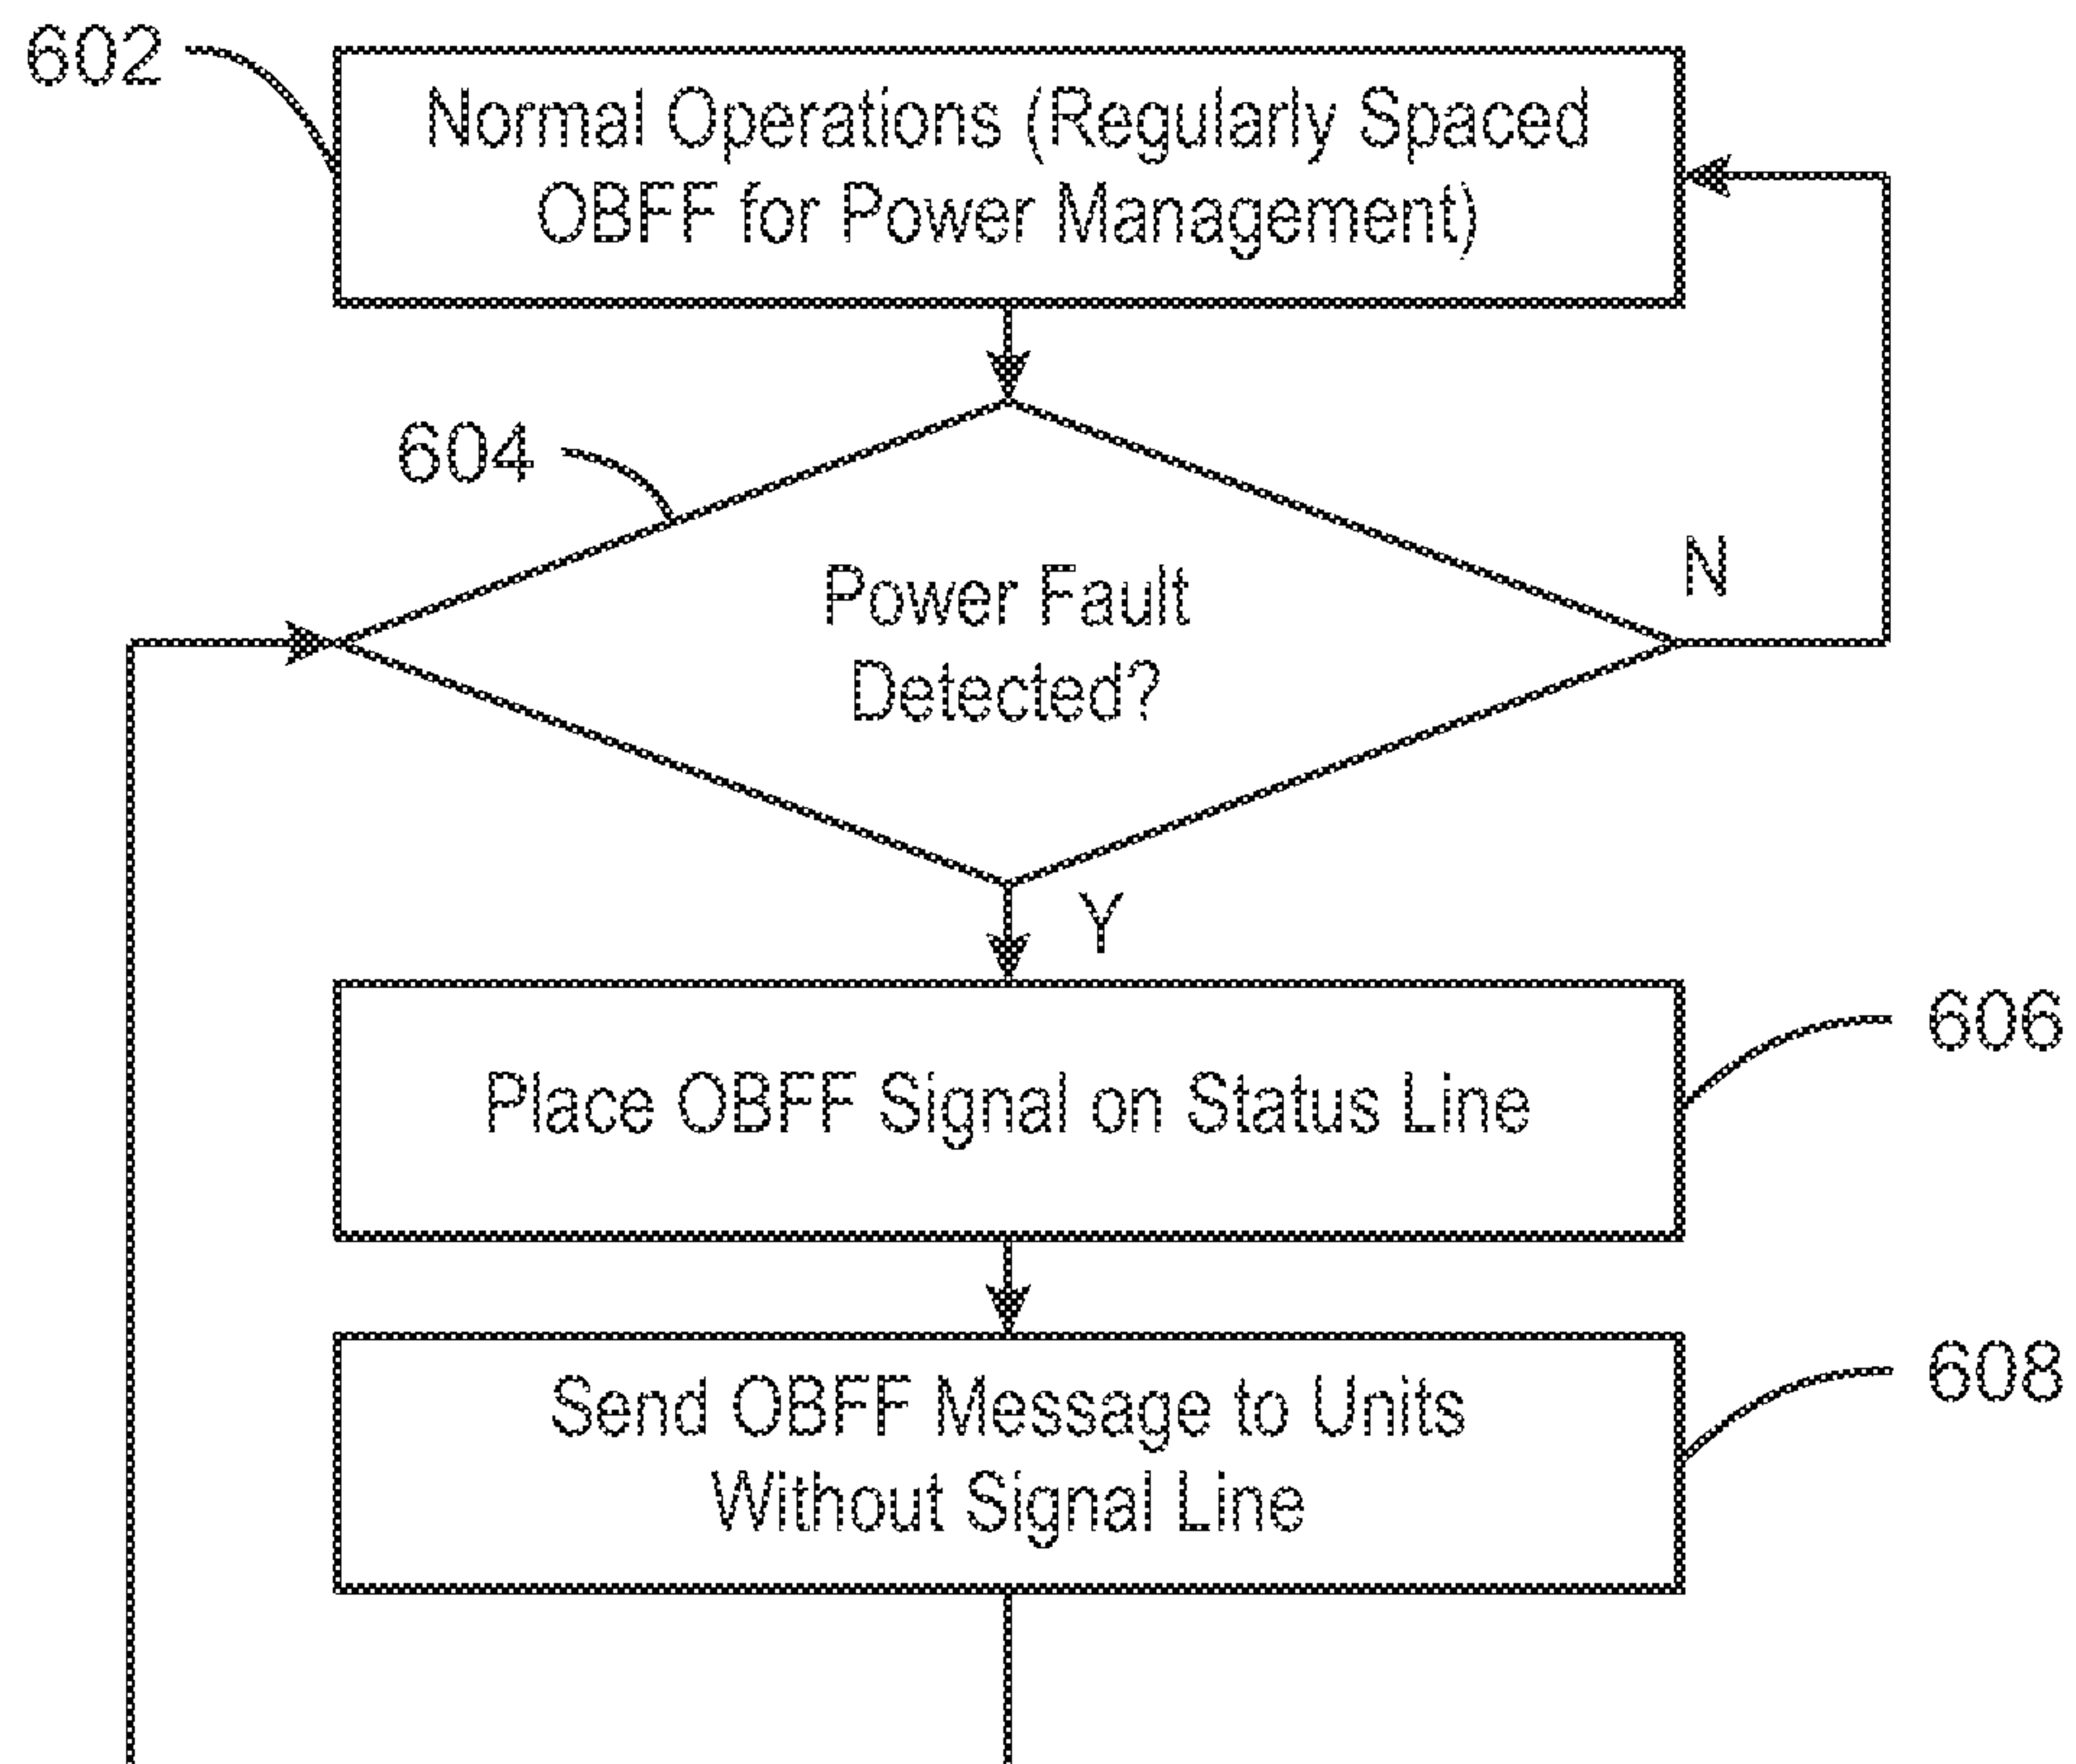 602
Normal Operations (Regularly Spaced
OBFF for Power Management)
604
Power Fault
Detected?
N
Y
Place OBFF Signal on Status Line
606
Send OBFF Message to Units
Without Signal Line
608